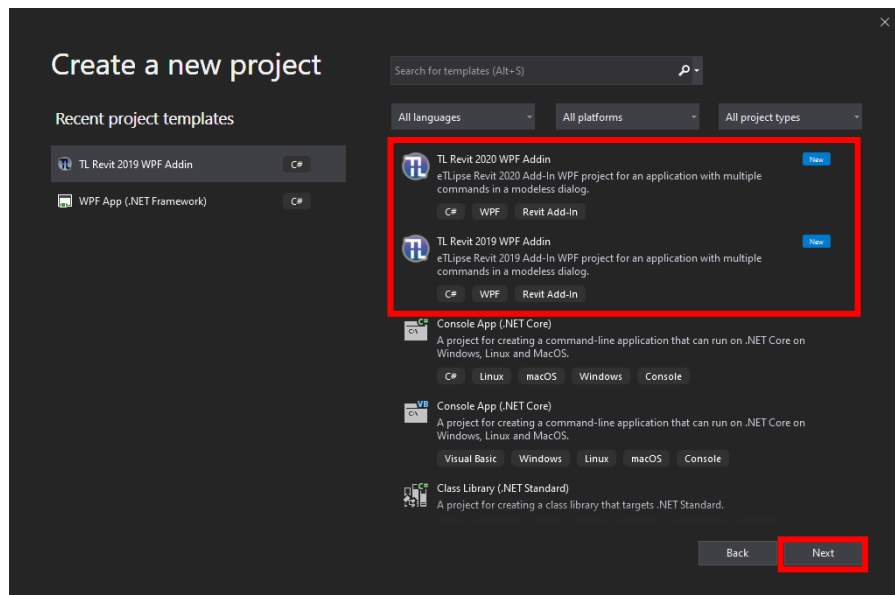 Create a new project
Search for templates (Alt+S)
Recent project templates
All languages
All platforms
All project types
TL Revit 2019 WPF Addin
C#
WPF App (.NET Framework)
C#
TL Revit 2020 WPF Addin
New
eTLipse Revit 2020 Add-In WPF project for an application with multiple
commands in a modeless dialog.
C# WPF Revit Add-In
TL Revit 2019 WPF Addin
New
eTLipse Revit 2019 Add-In WPF project for an application with multiple
commands in a modeless dialog.
C# WPF Revit Add-In
Console App (.NET Core)
A project for creating a command-line application that can run on .NET Core on
Windows, Linux and MacOS.
C# Linux macOS Windows Console
Console App (.NET Core)
A project for creating a command-line application that can run on .NET Core on
Windows, Linux and MacOS.
Visual Basic Windows Linux macOS Console
Class Library (.NET Standard)
A project for creating a class library that targets .NET Standard.
Back
Next